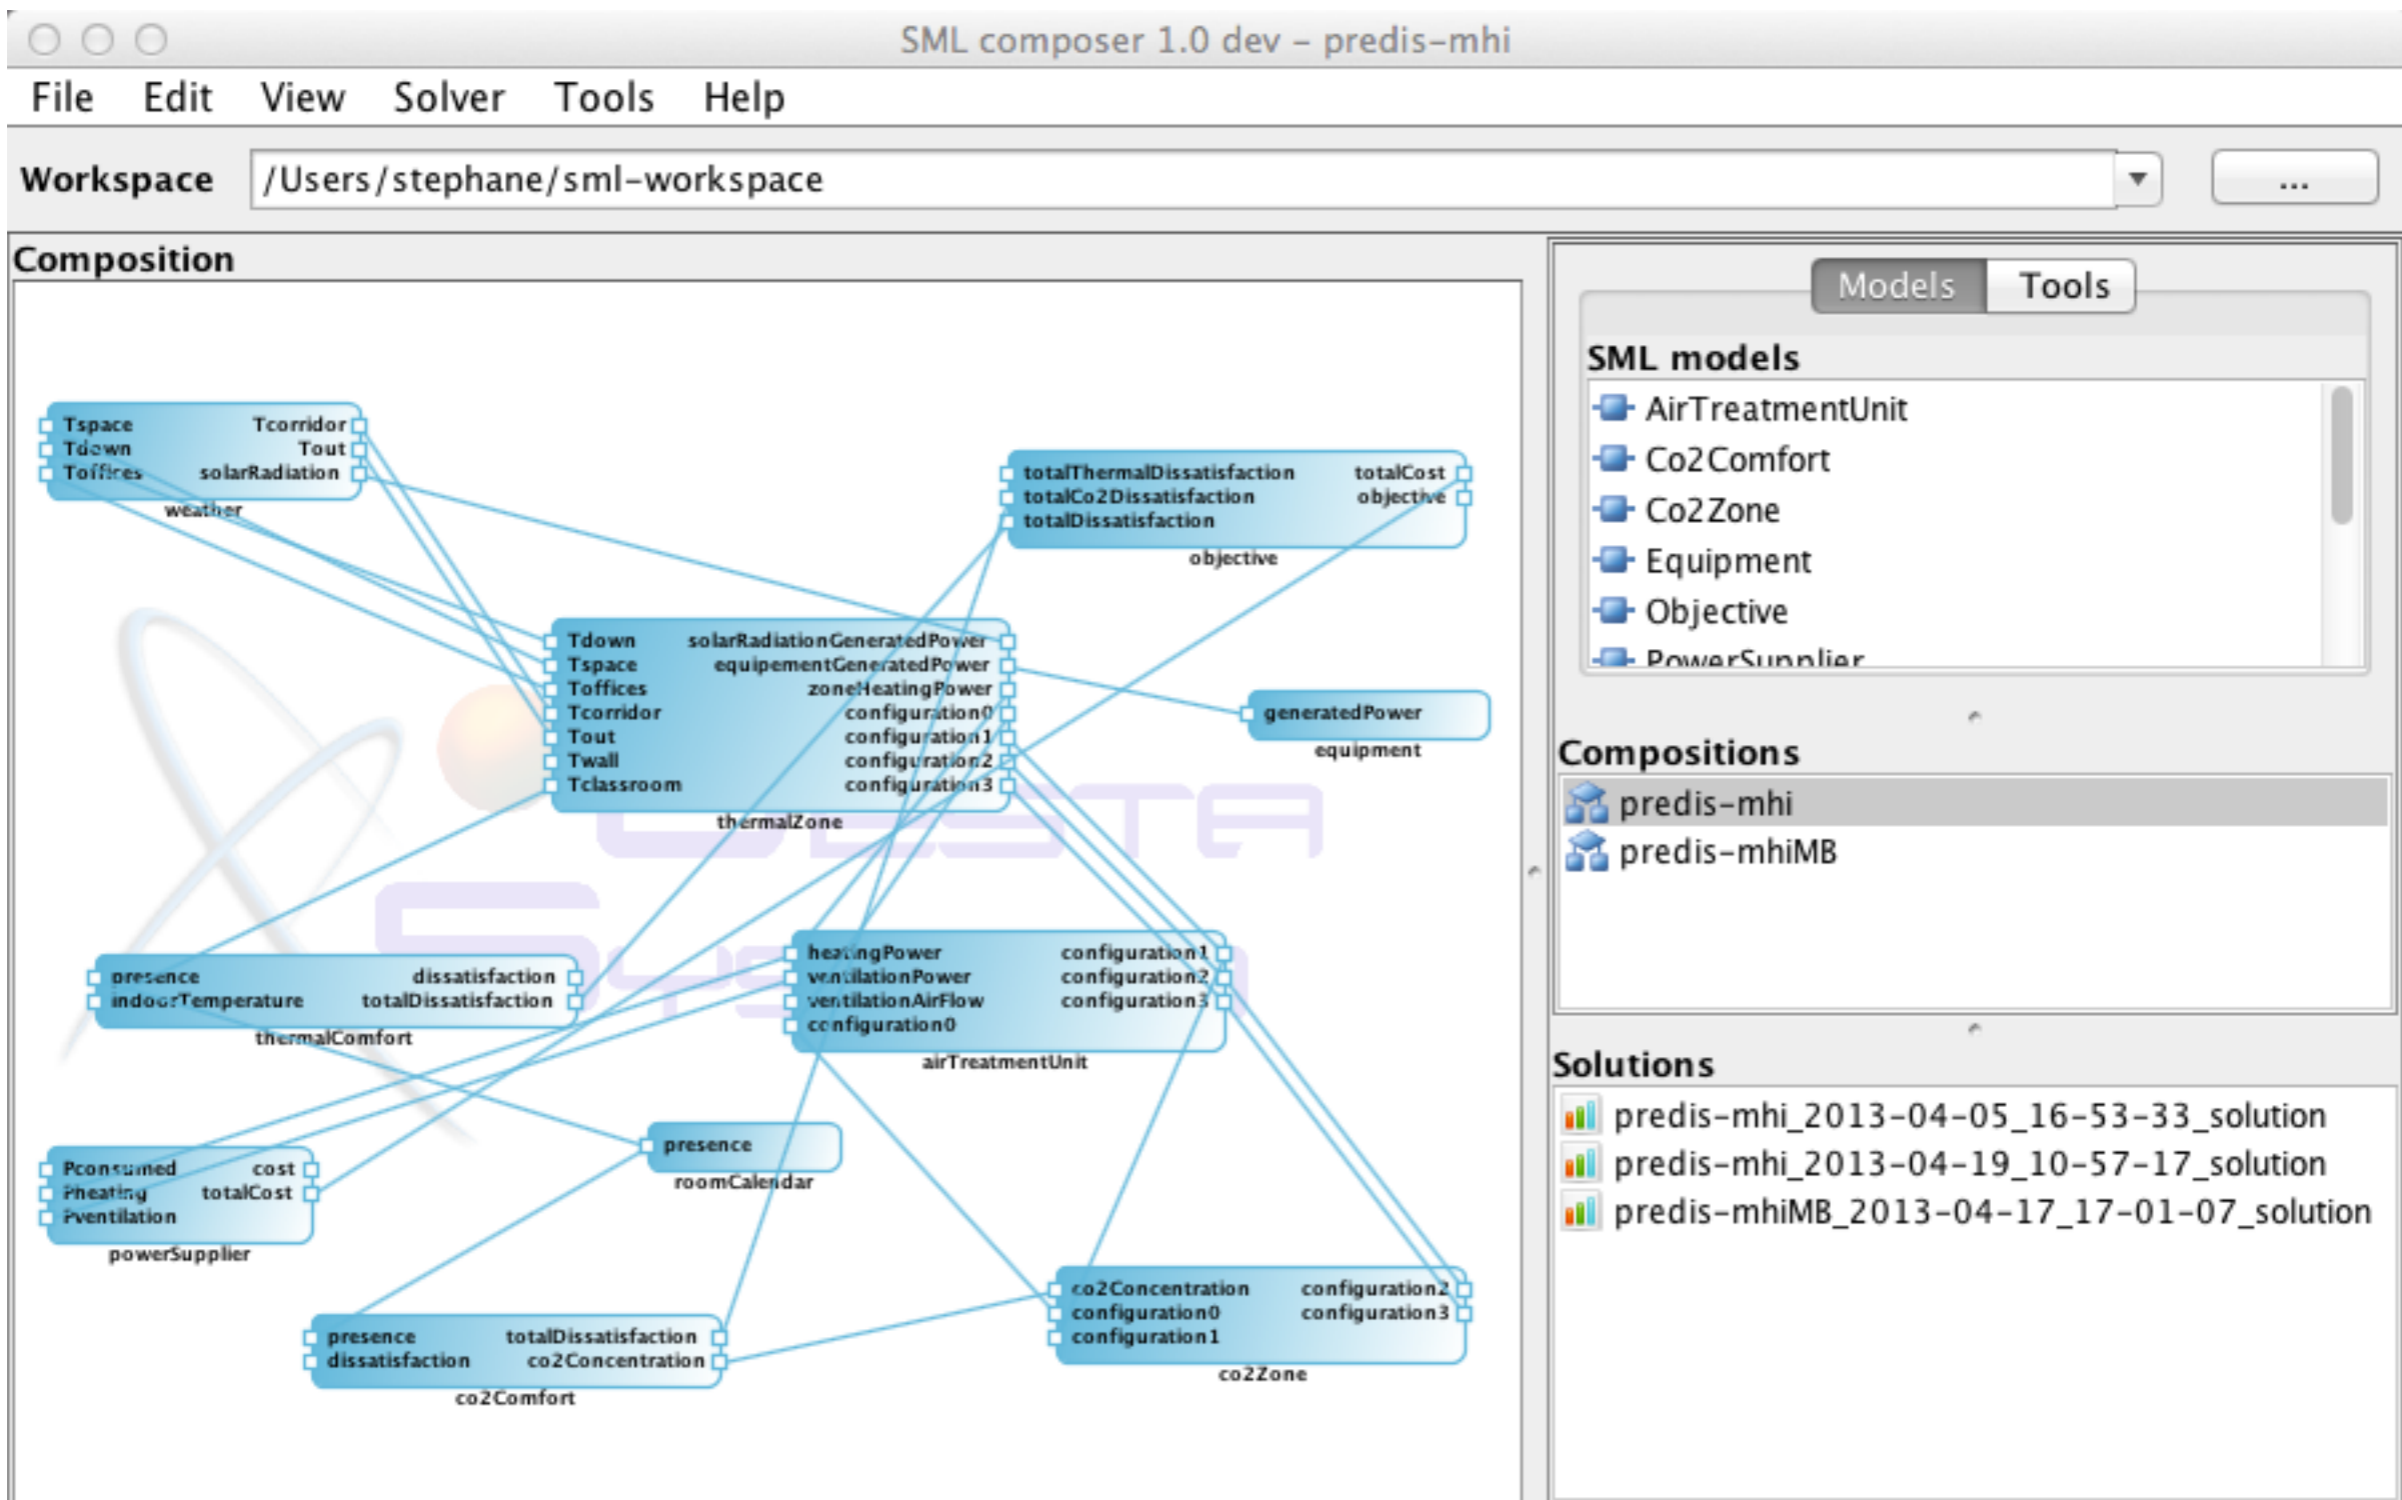 SML composer 1.0 dev – predis-mhi
File Edit View Solver Tools Help
Workspace /Users/stephane/sml-workspace ...
Composition
Tspace Tcorridor
Tdown Tout
Toffices solarRadiation
weather
totalThermalDissatisfaction totalCost
totalCo2Dissatisfaction objective
totalDissatisfaction
objective
Tdown solarRadiationGeneratedPower
Tspace equipementGeneratedPower
Toffices zoneHeatingPower
Tcorridor configuration0
Tout configuration1
Twall configuration2
Tclassroom configuration3
thermalZone
generatedPower
equipment
presence dissatisfaction
indoorTemperature totalDissatisfaction
thermalComfort
heatingPower configuration1
ventilationPower configuration2
ventilationAirFlow configuration3
configuration0
airTreatmentUnit
Pconsumed cost
Pheating totalCost
Pventilation
powerSupplier
presence
roomCalendar
presence totalDissatisfaction
dissatisfaction co2Concentration
co2Comfort
co2Concentration configuration2
configuration0 configuration3
configuration1
co2Zone
Models Tools
SML models
AirTreatmentUnit
Co2Comfort
Co2Zone
Equipment
Objective
PowerSupplier
Compositions
predis-mhi
predis-mhiMB
Solutions
predis-mhi_2013-04-05_16-53-33_solution
predis-mhi_2013-04-19_10-57-17_solution
predis-mhiMB_2013-04-17_17-01-07_solution